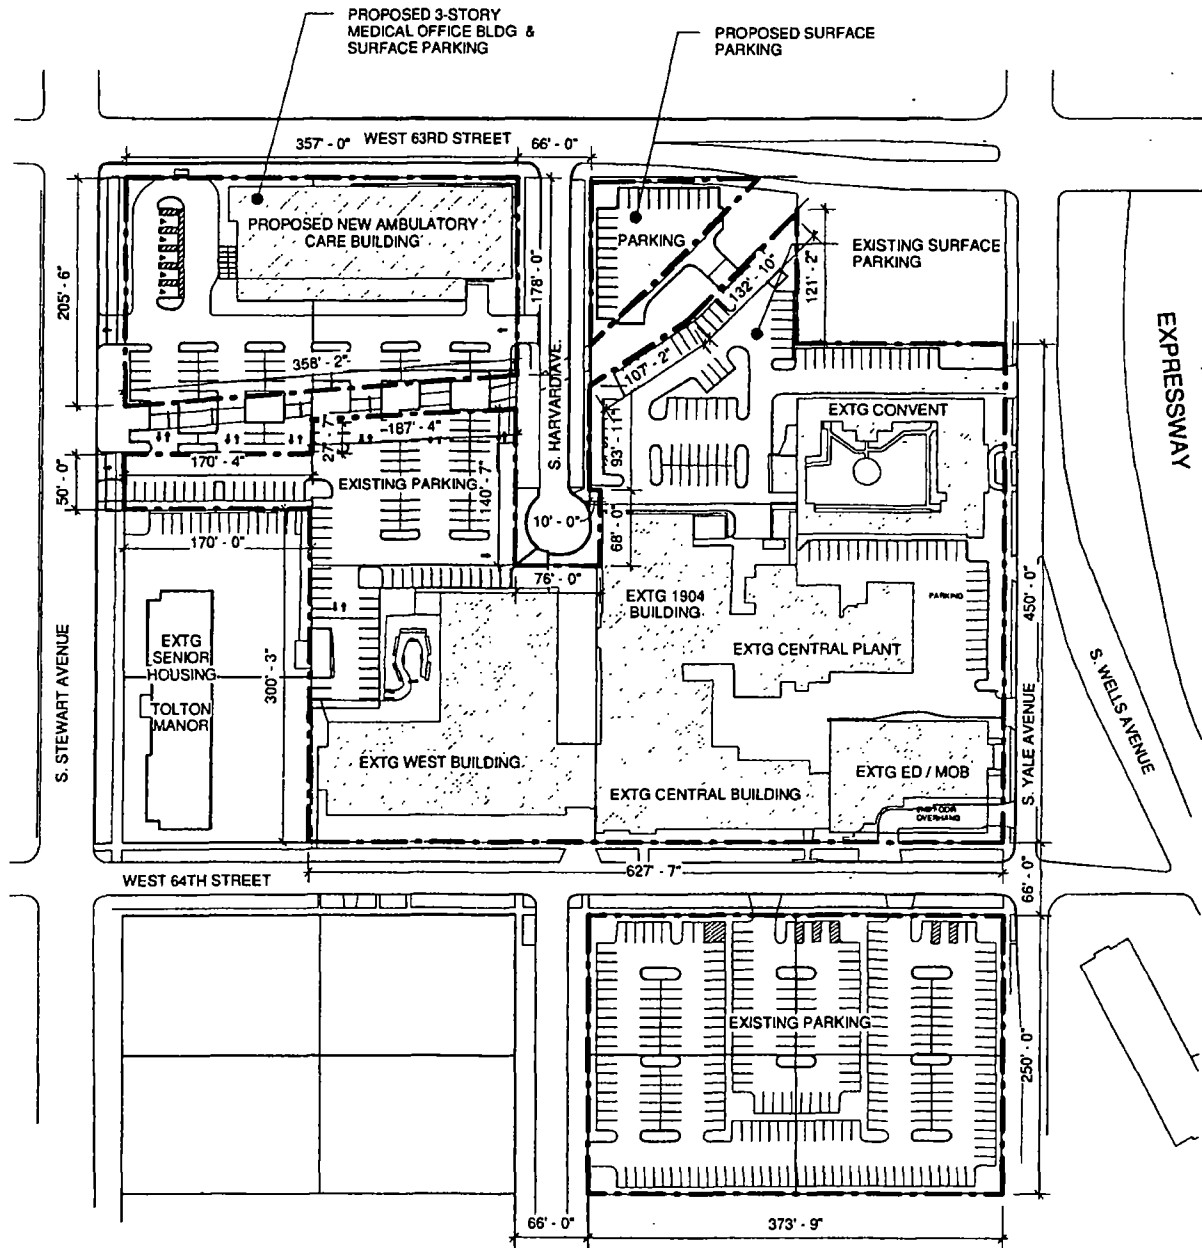 PROPOSED 3-STORY
MEDICAL OFFICE BLDG &
SURFACE PARKING
PROPOSED SURFACE
PARKING
WEST 63RD STREET
357' - 0"
66' - 0"
PROPOSED NEW AMBULATORY
CARE BUILDING
PARKING
EXISTING SURFACE
PARKING
205' - 6"
178' - 0"
132' - 10"
121' - 2"
EXPRESSWAY
358' - 2"
S. HARVARD AVE.
107' - 2"
EXTG CONVENT
187' - 4"
27' - 7"
93' - 11"
170' - 4"
50' - 0"
EXISTING PARKING
140' - 7"
10' - 0"
68' - 0"
170' - 0"
76' - 0"
EXTG 1904
BUILDING
PARKING
450' - 0"
EXTG
SENIOR
HOUSING
TOLTON
MANOR
EXTG CENTRAL PLANT
S. STEWART AVENUE
300' - 3"
S. YALE AVENUE
S. WELLS AVENUE
EXTG WEST BUILDING
EXTG ED / MOB
EXTG CENTRAL BUILDING
OVERHANG
627' - 7"
WEST 64TH STREET
66' - 0"
EXISTING PARKING
250' - 0"
66' - 0"
373' - 9"